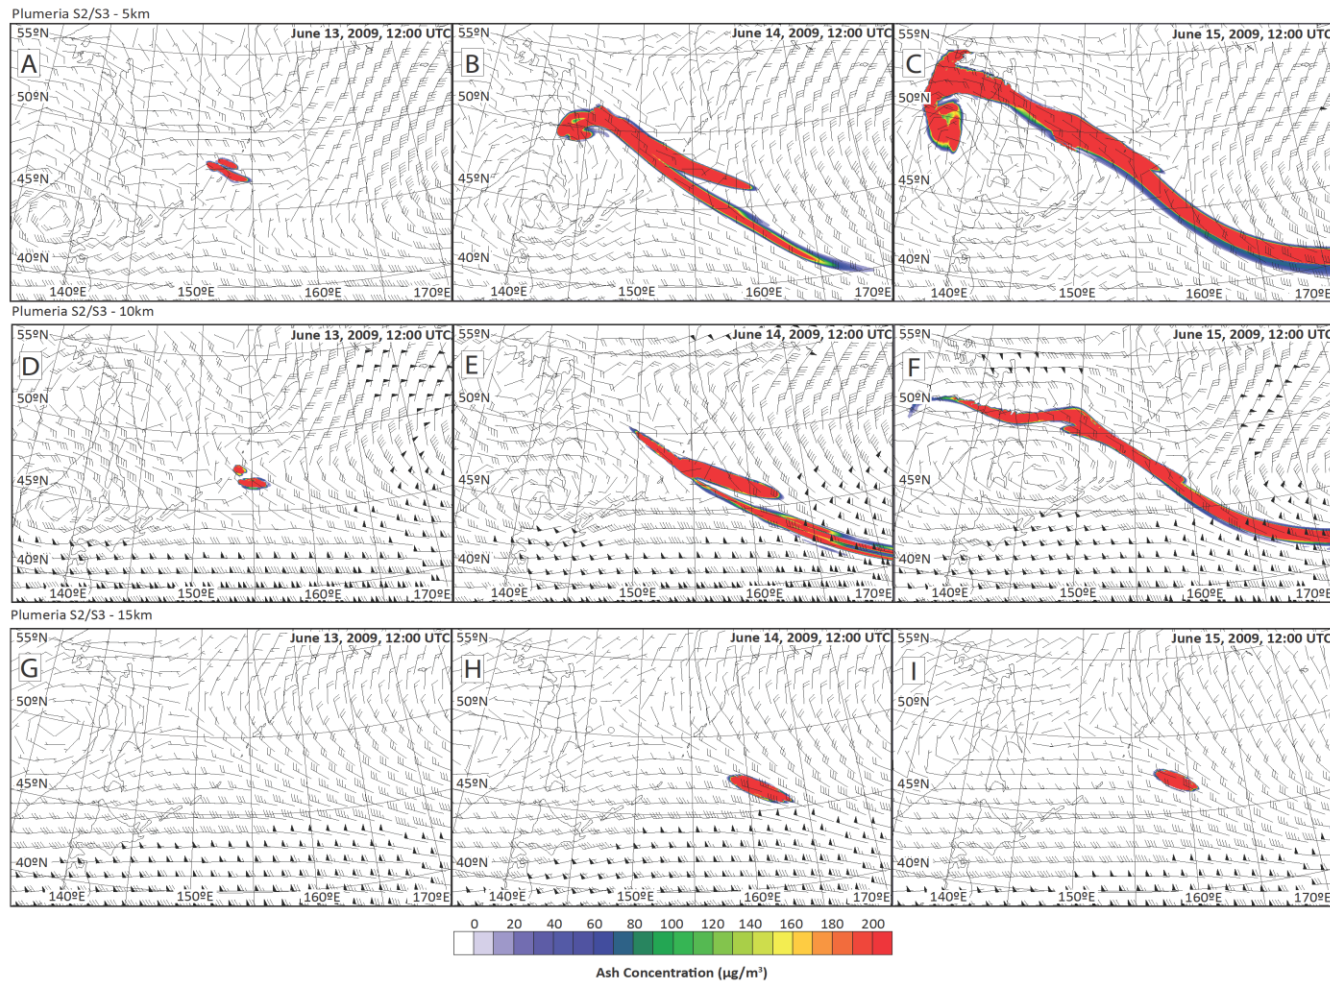 Plumeria S2/S3 - 5km
55ºN June 13, 2009, 12:00 UTC 55ºN June 14, 2009, 12:00 UTC 55ºN June 15, 2009, 12:00 UTC
A B C
50ºN 50ºN 50ºN
45ºN 45ºN 45ºN
40ºN 40ºN 40ºN
140ºE 150ºE 160ºE 170ºE 140ºE 150ºE 160ºE 170ºE 140ºE 150ºE 160ºE 170ºE
Plumeria S2/S3 - 10km
55ºN June 13, 2009, 12:00 UTC 55ºN June 14, 2009, 12:00 UTC 55ºN June 15, 2009, 12:00 UTC
D E F
50ºN 50ºN 50ºN
45ºN 45ºN 45ºN
40ºN 40ºN 40ºN
140ºE 150ºE 160ºE 170ºE 140ºE 150ºE 160ºE 170ºE 140ºE 150ºE 160ºE 170ºE
Plumeria S2/S3 - 15km
55ºN June 13, 2009, 12:00 UTC 55ºN June 14, 2009, 12:00 UTC 55ºN June 15, 2009, 12:00 UTC
G H I
50ºN 50ºN 50ºN
45ºN 45ºN 45ºN
40ºN 40ºN 40ºN
140ºE 150ºE 160ºE 170ºE 140ºE 150ºE 160ºE 170ºE 140ºE 150ºE 160ºE 170ºE
0 20 40 60 80 100 120 140 160 180 200
Ash Concentration (µg/m³)